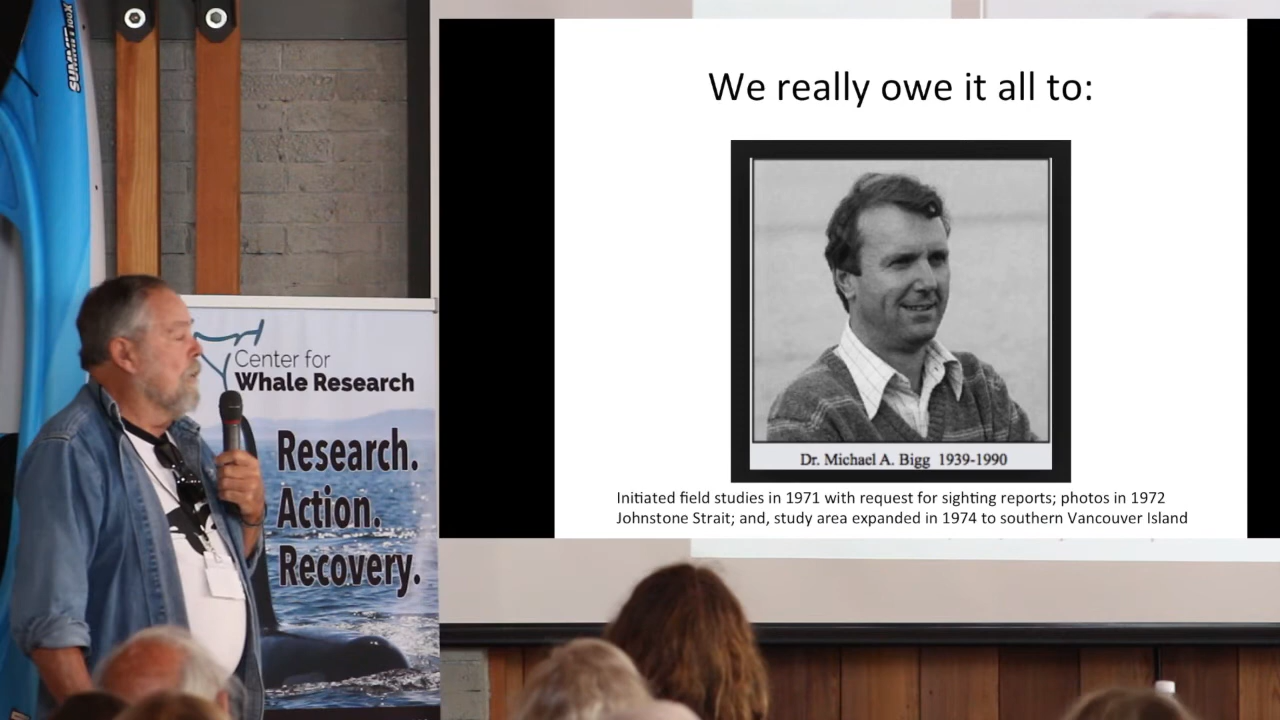 SUMMIT 100X
We really owe it all to:
Dr. Michael A. Bigg 1939-1990
Initiated field studies in 1971 with request for sighting reports; photos in 1972
Johnstone Strait; and, study area expanded in 1974 to southern Vancouver Island
Center for
Whale Research
Research.
Action.
Recovery.